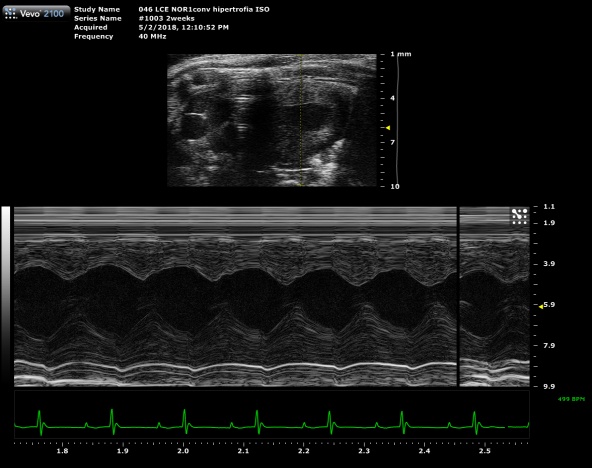 Vevo 2100
Study Name 046 LCE NOR1conv hipertrofia ISO
Series Name #1003 2weeks
Acquired 5/2/2018, 12:10:52 PM
Frequency 40 MHz
1 mm
4
7
10
1.1
1.9
3.9
5.9
7.9
9.9
499 BPM
1.8 1.9 2.0 2.1 2.2 2.3 2.4 2.5